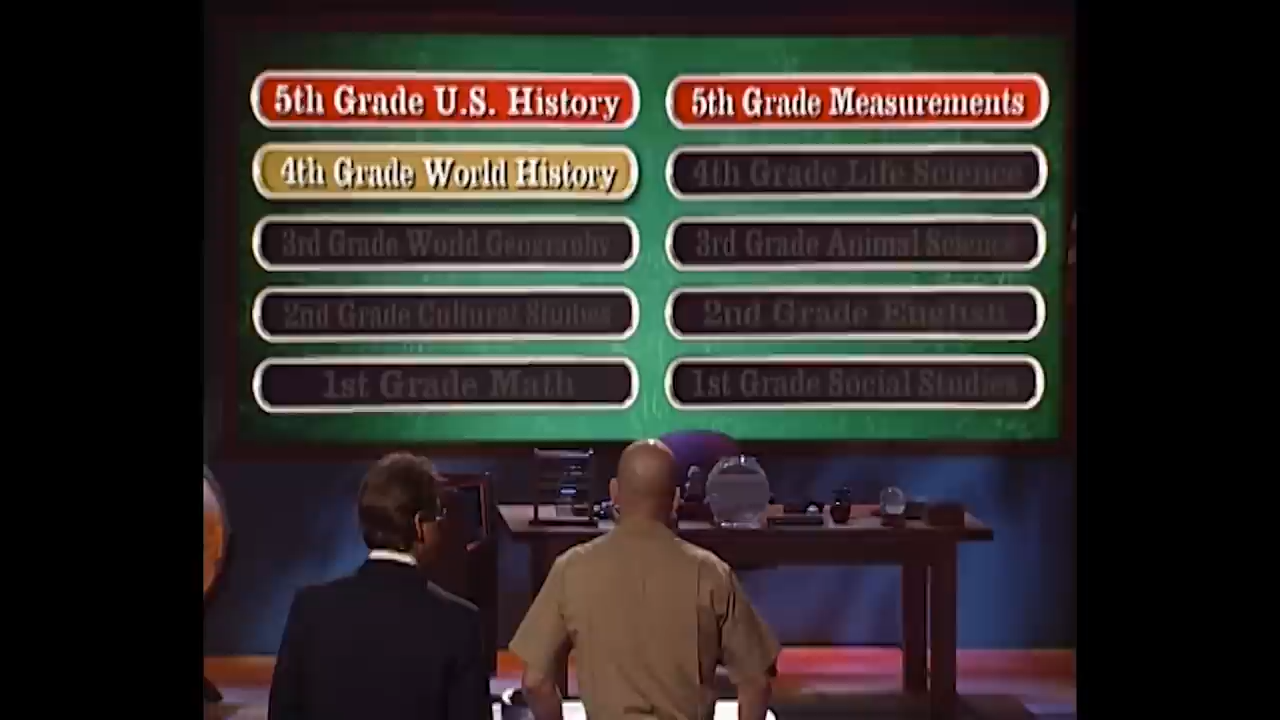 5th Grade U.S. History
5th Grade Measurements
4th Grade World History
4th Grade Life Science
3rd Grade World Geography
3rd Grade Animal Science
2nd Grade Cultural Studies
2nd Grade English
1st Grade Math
1st Grade Social Studies